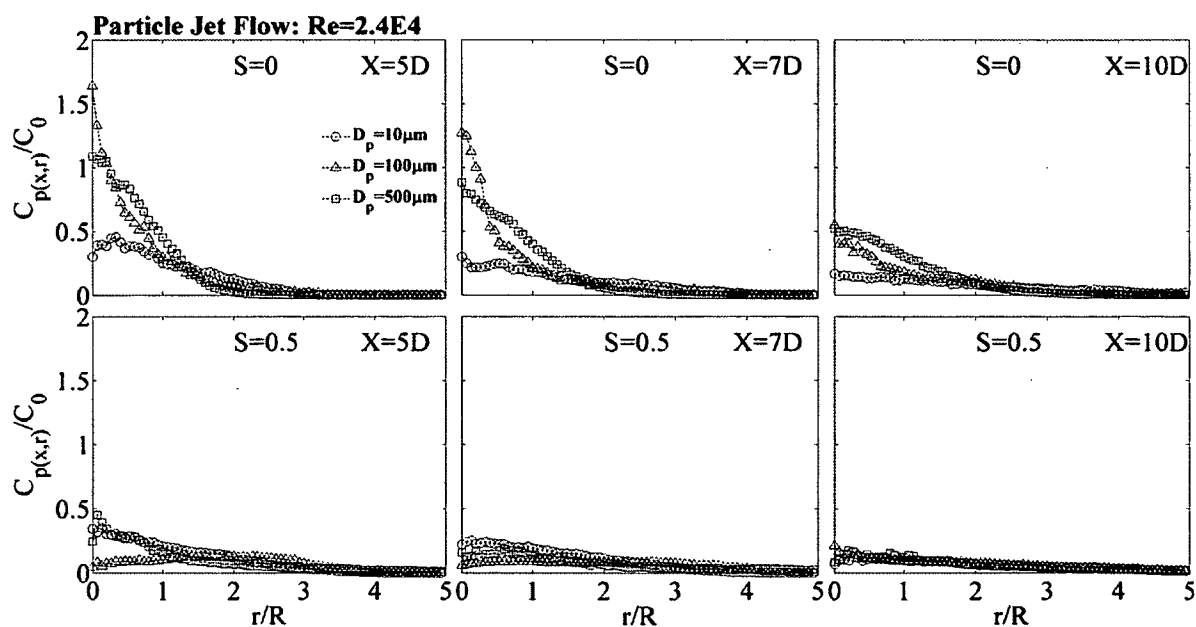 Particle Jet Flow: Re=2.4E4
2
1.5
1
0.5
0
C_p(x,r)/C_0
S=0 X=5D
D_p=10μm
D_p=100μm
D_p=500μm
S=0 X=7D
S=0 X=10D
2
1.5
1
0.5
0
C_p(x,r)/C_0
S=0.5 X=5D
S=0.5 X=7D
S=0.5 X=10D
0 1 2 3 4 5
0 1 2 3 4 5
0 1 2 3 4 5
r/R
r/R
r/R